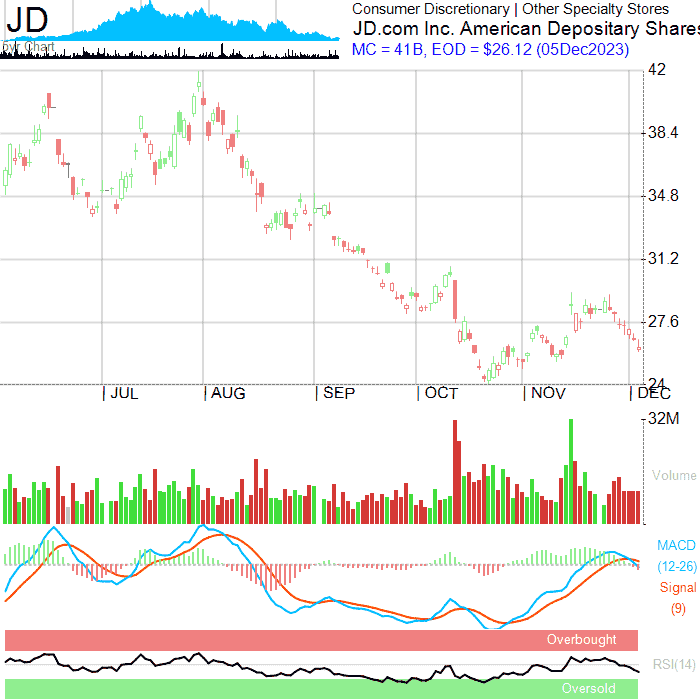 JD
Consumer Discretionary | Other Specialty Stores
JD.com Inc. American Depositary Shares
MC = 41B, EOD = $26.12 (05Dec2023)
5yr Chart
42
38.4
34.8
31.2
27.6
24
JUL AUG SEP OCT NOV DEC
32M
Volume
MACD
(12-26)
Signal
(9)
Overbought
RSI(14)
Oversold